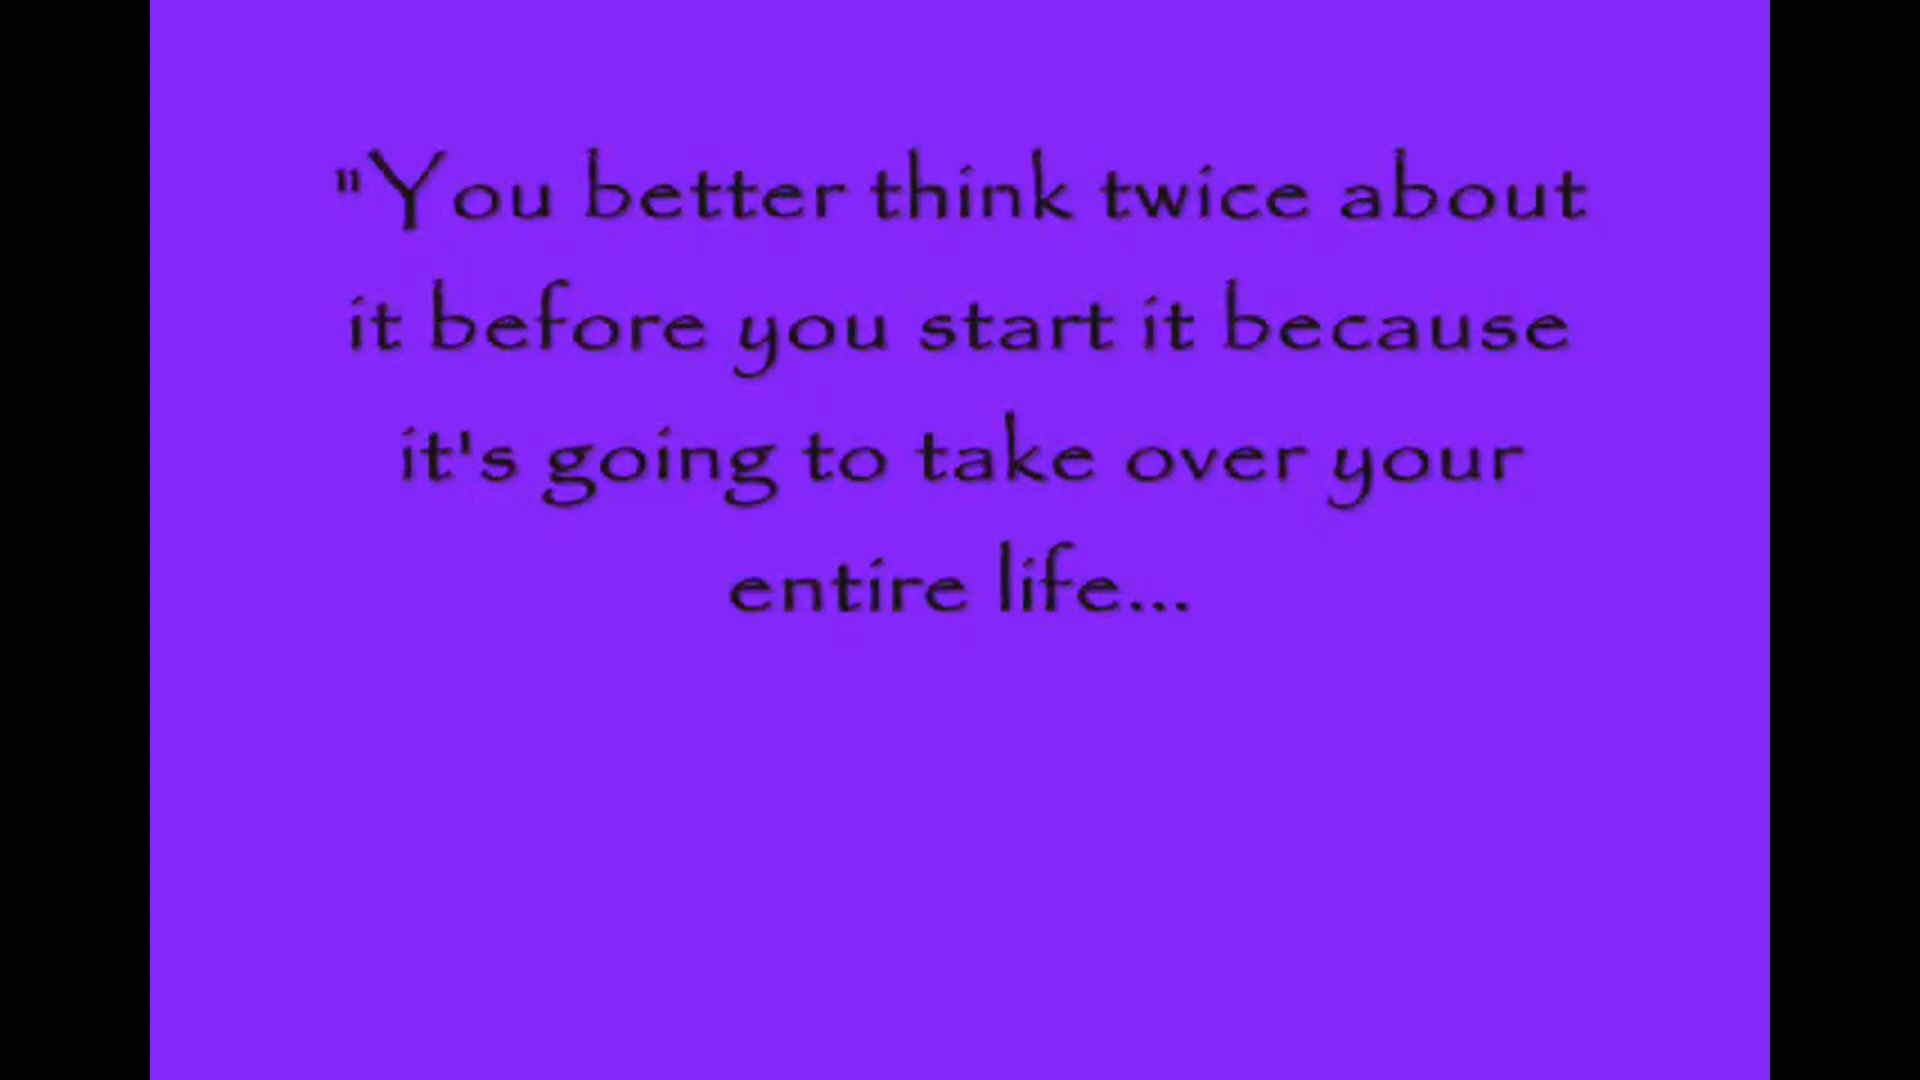 "You better think twice about
it before you start it because
it's going to take over your
entire life...